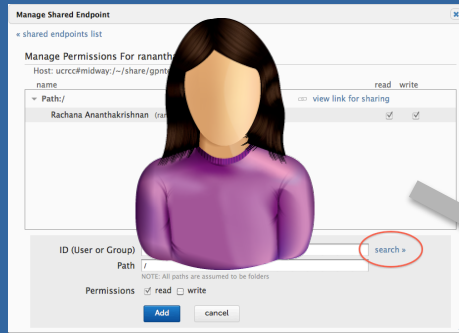 Manage Shared Endpoint
« shared endpoints list
Manage Permissions For
Host: ucrcc#midway:/~/share/
name read write
Path:/ view link for sharing
Rachana Ananthakrishnan
ID (User or Group) search »
Path /
NOTE: All paths are assumed to be folders
Permissions read write
Add cancel